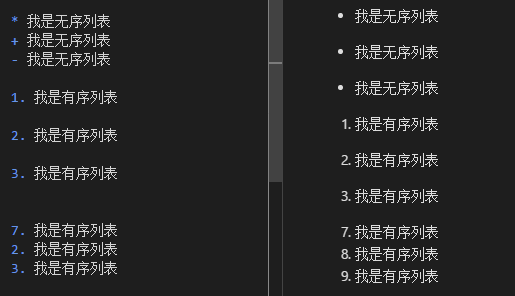 * 我是无序列表
+ 我是无序列表
- 我是无序列表
1. 我是有序列表
2. 我是有序列表
3. 我是有序列表
7. 我是有序列表
2. 我是有序列表
3. 我是有序列表
• 我是无序列表
• 我是无序列表
• 我是无序列表
1. 我是有序列表
2. 我是有序列表
3. 我是有序列表
7. 我是有序列表
8. 我是有序列表
9. 我是有序列表